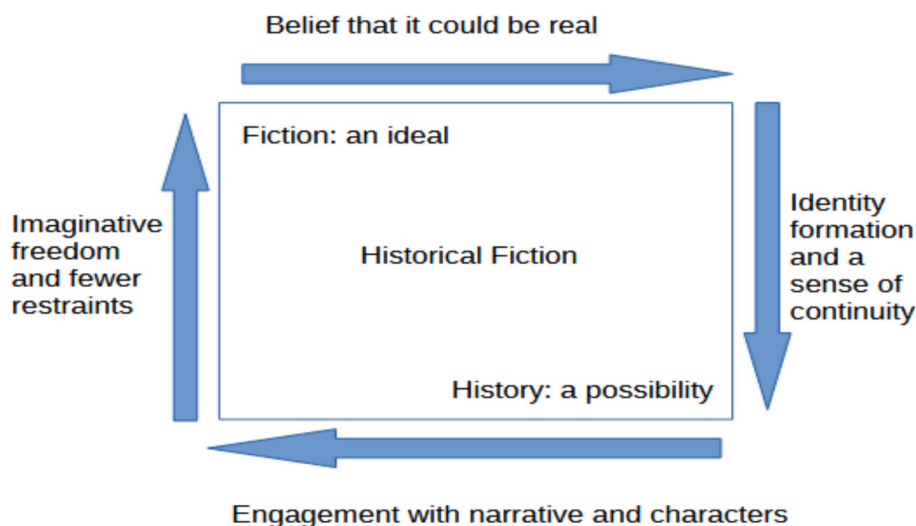 Belief that it could be real
Fiction: an ideal
Imaginative
freedom
and fewer
restraints
Historical Fiction
Identity
formation
and a
sense of
continuity
History: a possibility
Engagement with narrative and characters